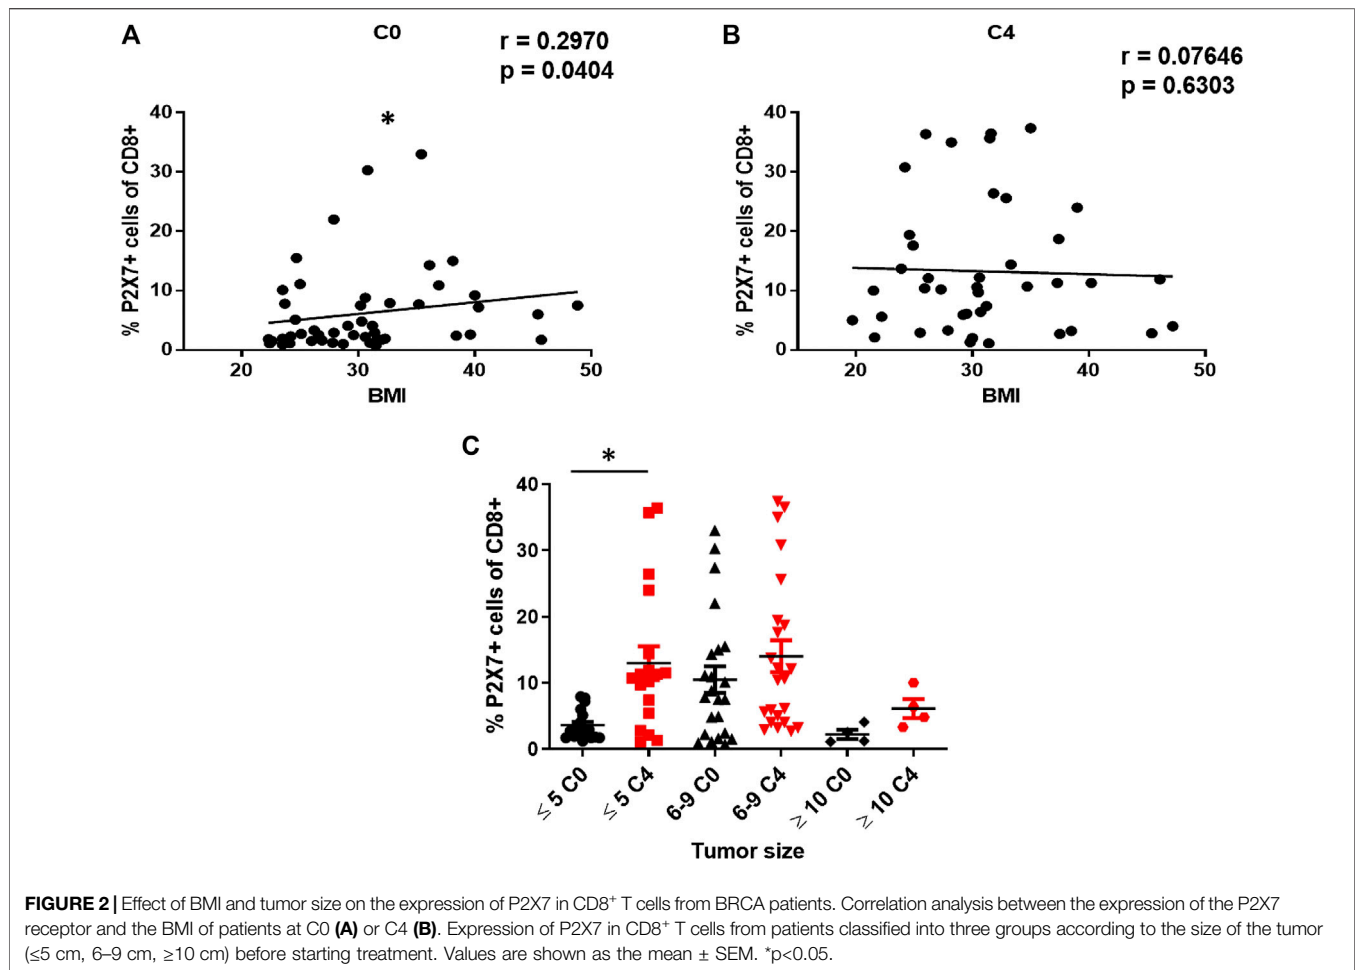 A
C0
r = 0.2970
p = 0.0404
*
% P2X7+ cells of CD8+
40
30
20
10
0
20 30 40 50
BMI
B
C4
r = 0.07646
p = 0.6303
% P2X7+ cells of CD8+
40
30
20
10
0
20 30 40 50
BMI
C
*
% P2X7+ cells of CD8+
40
30
20
10
0
≤ 5 C0
≤ 5 C4
6-9 C0
6-9 C4
≥ 10 C0
≥ 10 C4
Tumor size
FIGURE 2 | Effect of BMI and tumor size on the expression of P2X7 in CD8⁺ T cells from BRCA patients. Correlation analysis between the expression of the P2X7
receptor and the BMI of patients at C0 (A) or C4 (B). Expression of P2X7 in CD8⁺ T cells from patients classified into three groups according to the size of the tumor
(≤5 cm, 6–9 cm, ≥10 cm) before starting treatment. Values are shown as the mean ± SEM. *p<0.05.